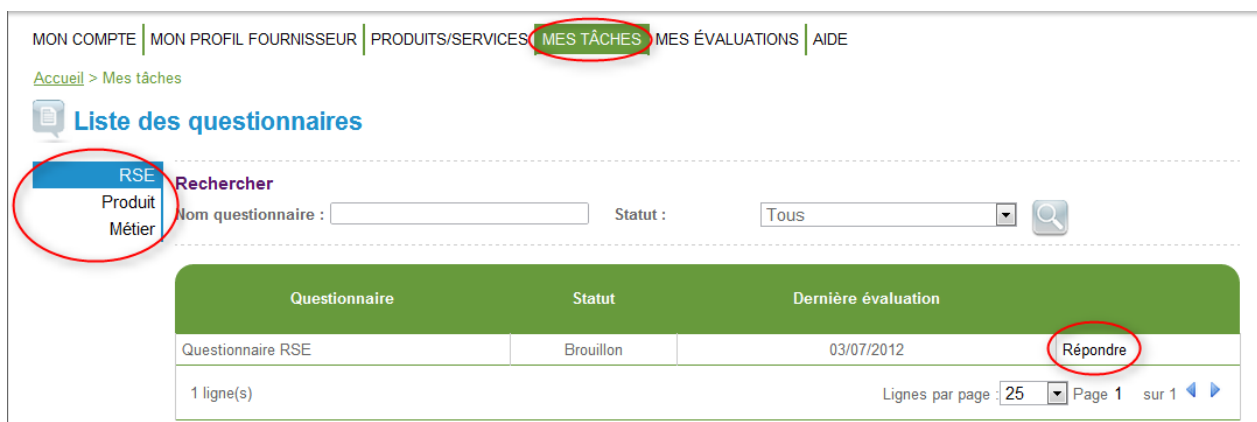 MON COMPTE MON PROFIL FOURNISSEUR PRODUITS/SERVICES MES TÂCHES MES ÉVALUATIONS AIDE
Accueil > Mes tâches
Liste des questionnaires
RSE
Produit
Métier
Rechercher
Nom questionnaire : Statut : Tous
Questionnaire Statut Dernière évaluation
Questionnaire RSE Brouillon 03/07/2012 Répondre
1 ligne(s) Lignes par page : 25 Page 1 sur 1